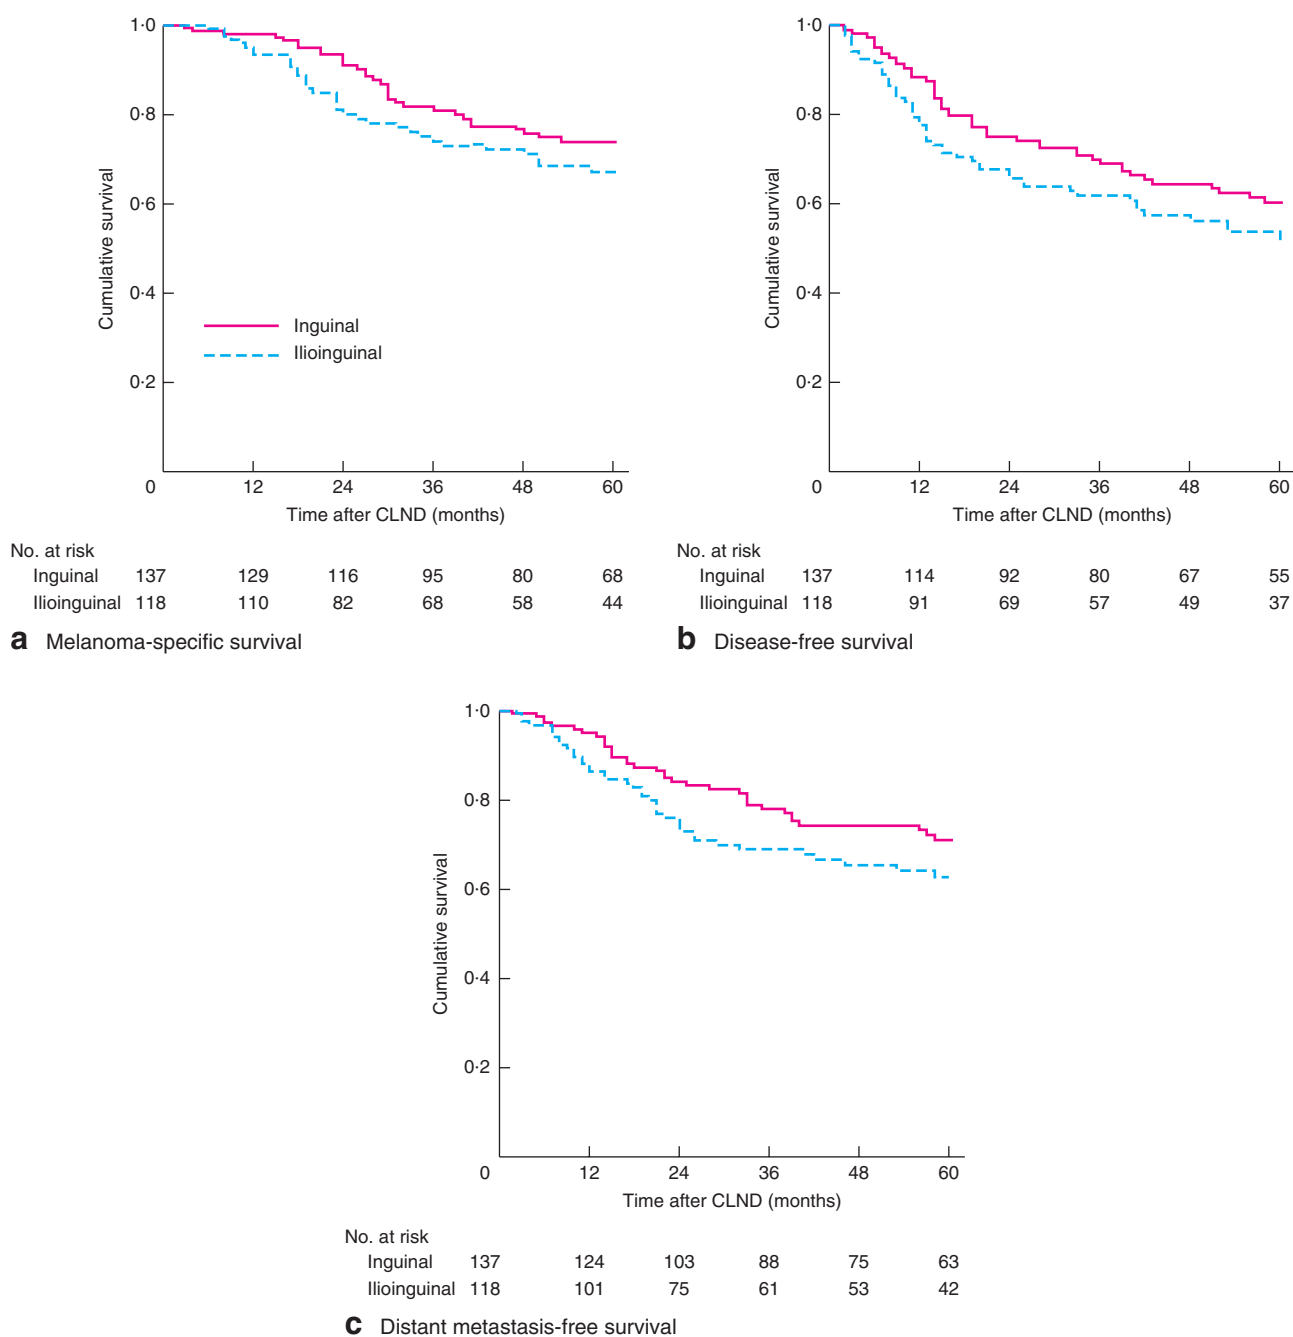 1·0
0·8
0·6
0·4
0·2
Cumulative survival
Inguinal
Ilioinguinal
0 12 24 36 48 60
Time after CLND (months)
No. at risk
Inguinal 137 129 116 95 80 68
Ilioinguinal 118 110 82 68 58 44
a Melanoma-specific survival
1·0
0·8
0·6
0·4
0·2
Cumulative survival
0 12 24 36 48 60
Time after CLND (months)
No. at risk
Inguinal 137 114 92 80 67 55
Ilioinguinal 118 91 69 57 49 37
b Disease-free survival
1·0
0·8
0·6
0·4
0·2
Cumulative survival
0 12 24 36 48 60
Time after CLND (months)
No. at risk
Inguinal 137 124 103 88 75 63
Ilioinguinal 118 101 75 61 53 42
c Distant metastasis-free survival